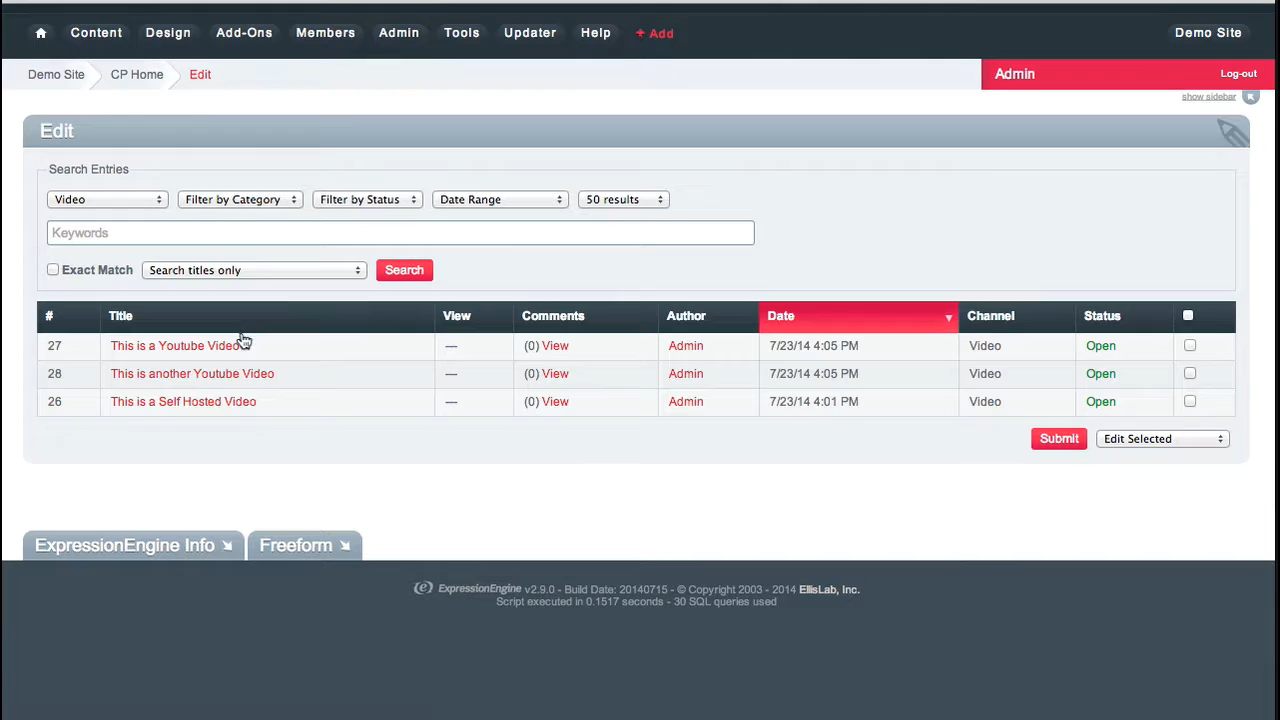 Content Design Add-Ons Members Admin Tools Updater Help + Add Demo Site
Demo Site CP Home Edit Admin Log-out
show sidebar
Edit
Search Entries
Video Filter by Category Filter by Status Date Range 50 results
Keywords
Exact Match Search titles only Search
# Title View Comments Author Date Channel Status
27 This is a Youtube Video — (0) View Admin 7/23/14 4:05 PM Video Open
28 This is another Youtube Video — (0) View Admin 7/23/14 4:05 PM Video Open
26 This is a Self Hosted Video — (0) View Admin 7/23/14 4:01 PM Video Open
Submit Edit Selected
ExpressionEngine Info Freeform
ExpressionEngine v2.9.0 - Build Date: 20140715 - © Copyright 2003 - 2014 EllisLab, Inc.
Script executed in 0.1517 seconds - 30 SQL queries used